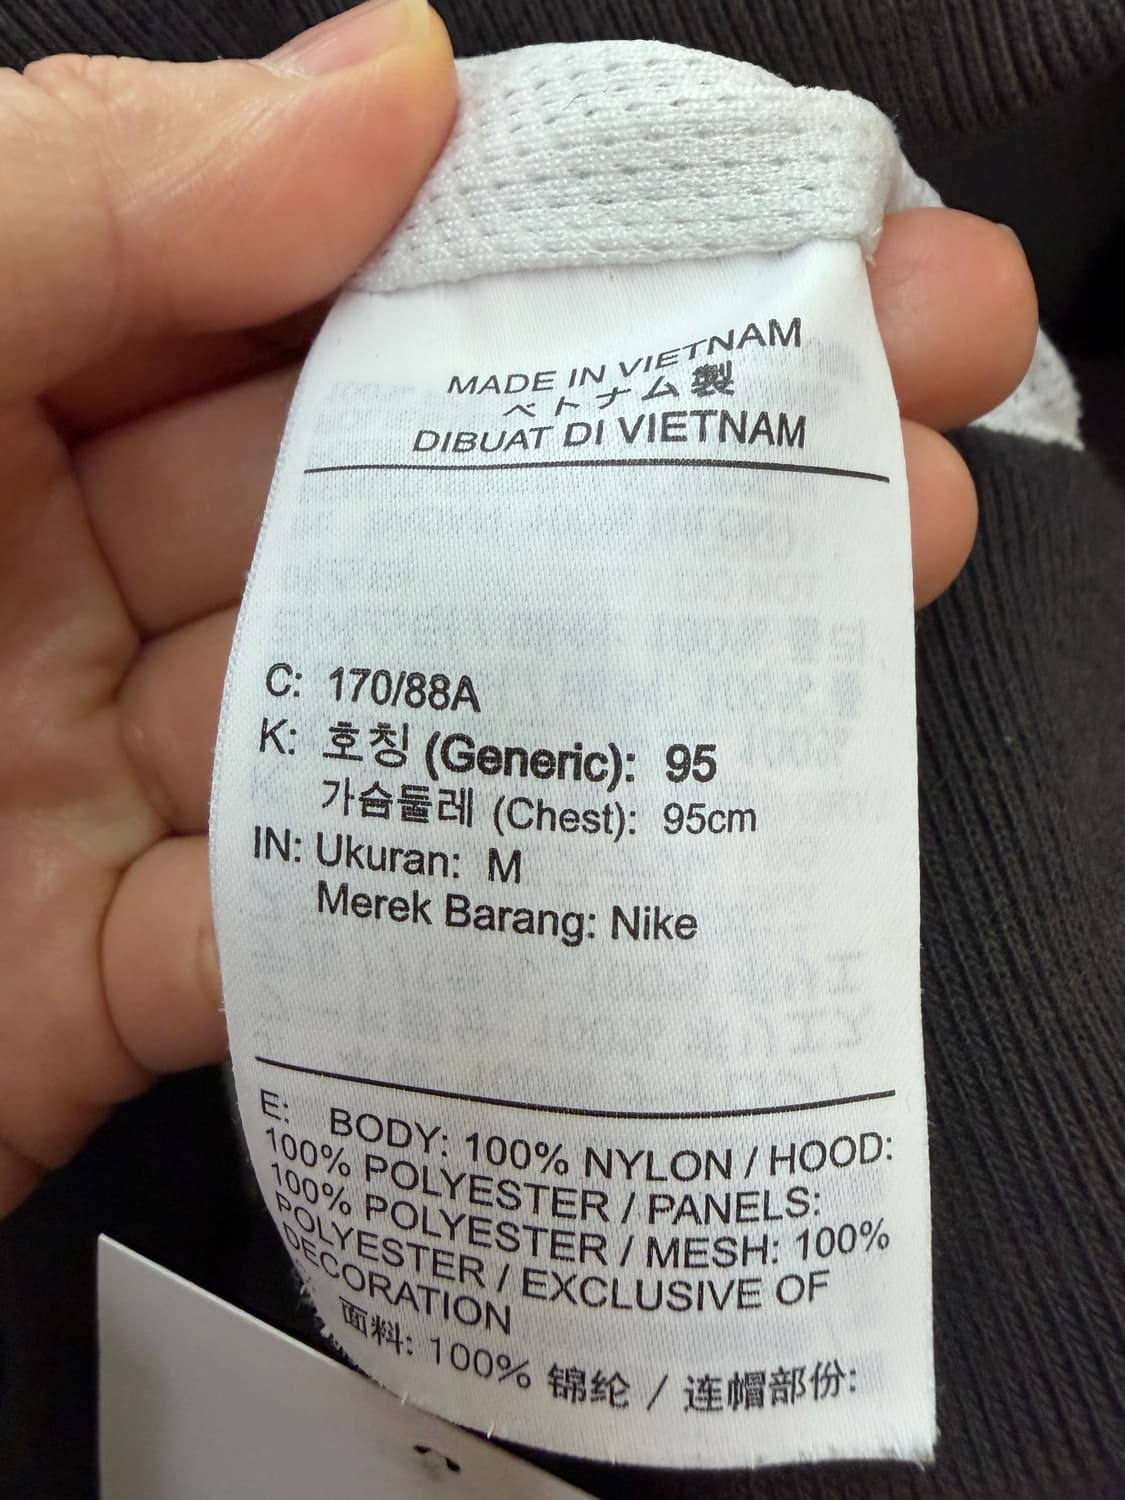 MADE IN VIETNAM
ベトナム製
DIBUAT DI VIETNAM
C: 170/88A
K: 호칭 (Generic): 95
가슴둘레 (Chest): 95cm
IN: Ukuran: M
Merek Barang: Nike
E: BODY: 100% NYLON / HOOD:
100% POLYESTER / PANELS:
100% POLYESTER / MESH: 100%
POLYESTER / EXCLUSIVE OF
DECORATION
面料: 100% 锦纶 / 连帽部份: